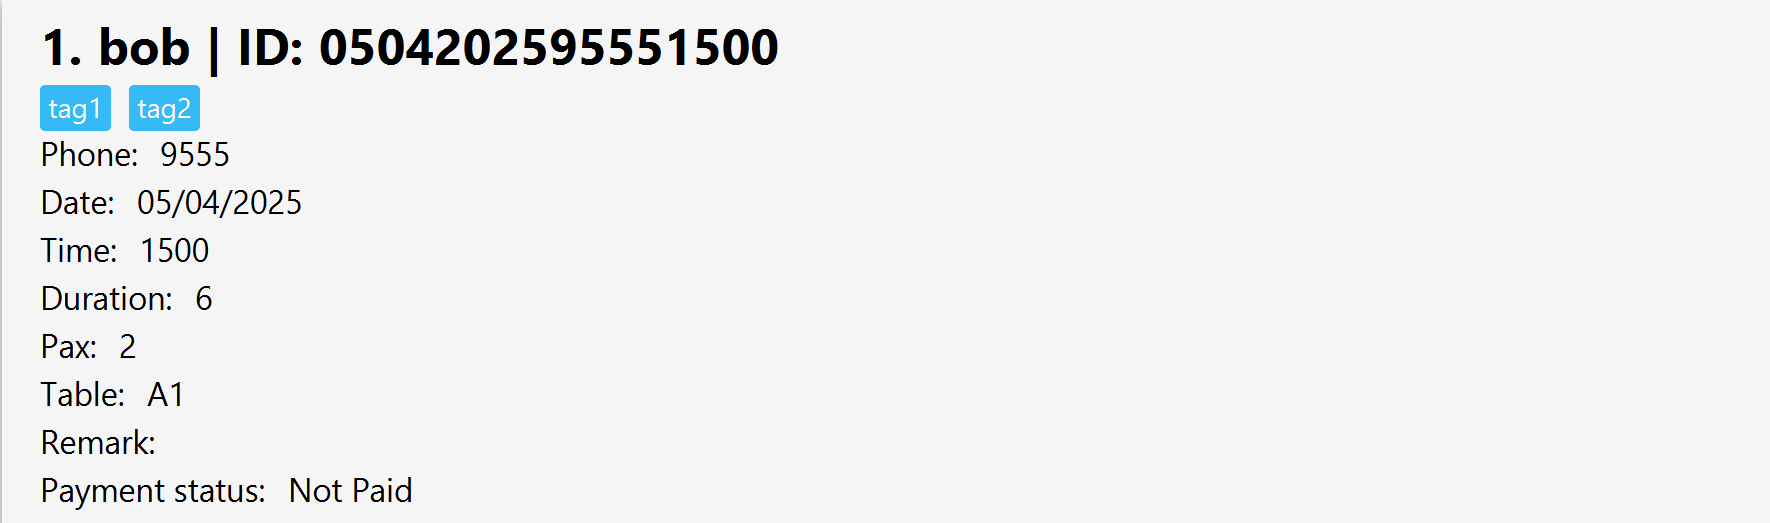 1. bob | ID: 0504202595551500
tag1 tag2
Phone: 9555
Date: 05/04/2025
Time: 1500
Duration: 6
Pax: 2
Table: A1
Remark:
Payment status: Not Paid